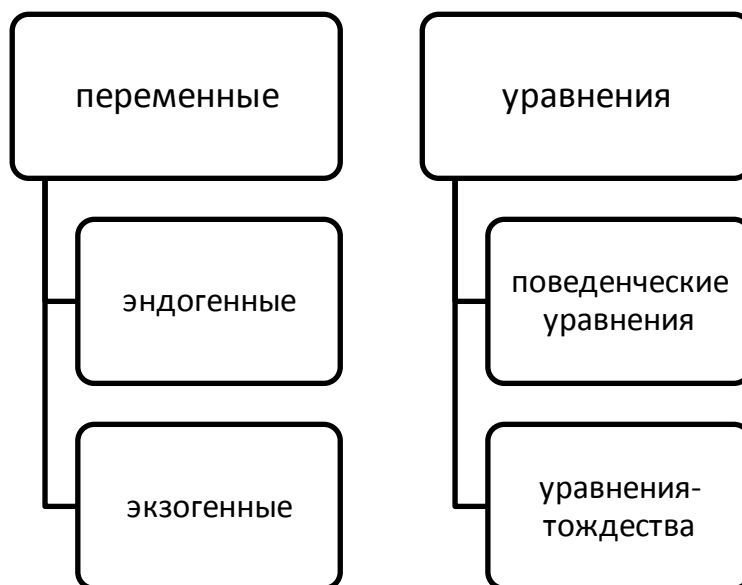 переменные
эндогенные
экзогенные
уравнения
поведенческие
уравнения
уравнения-
тождества